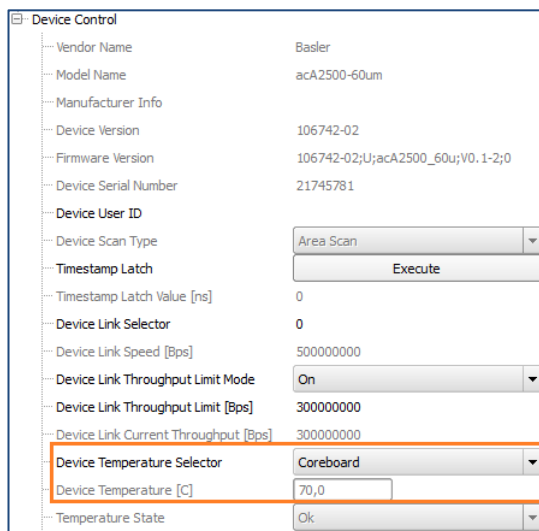 Device Control
Vendor Name Basler
Model Name acA2500-60um
Manufacturer Info
Device Version 106742-02
Firmware Version 106742-02;U;acA2500_60u;V0.1-2;0
Device Serial Number 21745781
Device User ID
Device Scan Type Area Scan
Timestamp Latch Execute
Timestamp Latch Value [ns] 0
Device Link Selector 0
Device Link Speed [Bps] 500000000
Device Link Throughput Limit Mode On
Device Link Throughput Limit [Bps] 300000000
Device Link Current Throughput [Bps] 300000000
Device Temperature Selector Coreboard
Device Temperature [C] 70,0
Temperature State Ok